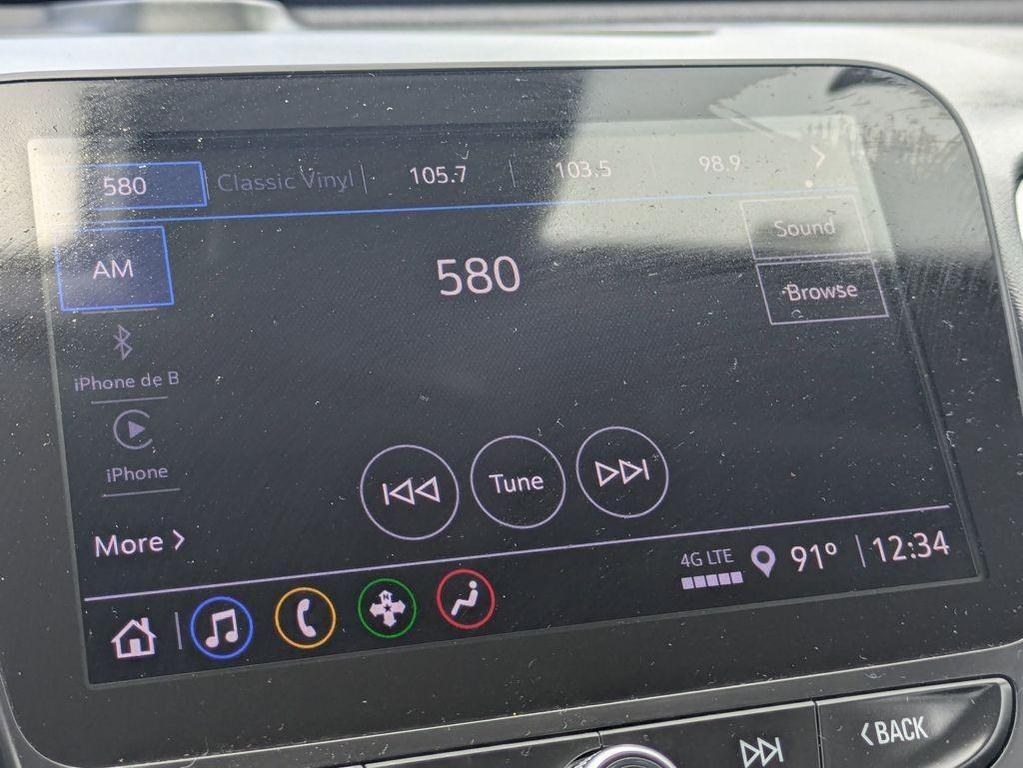 580 Classic Vinyl 105.7 103.5 98.9
AM
580
Sound
Browse
iPhone de B
iPhone
Tune
More
4G LTE 91° 12:34
N
BACK